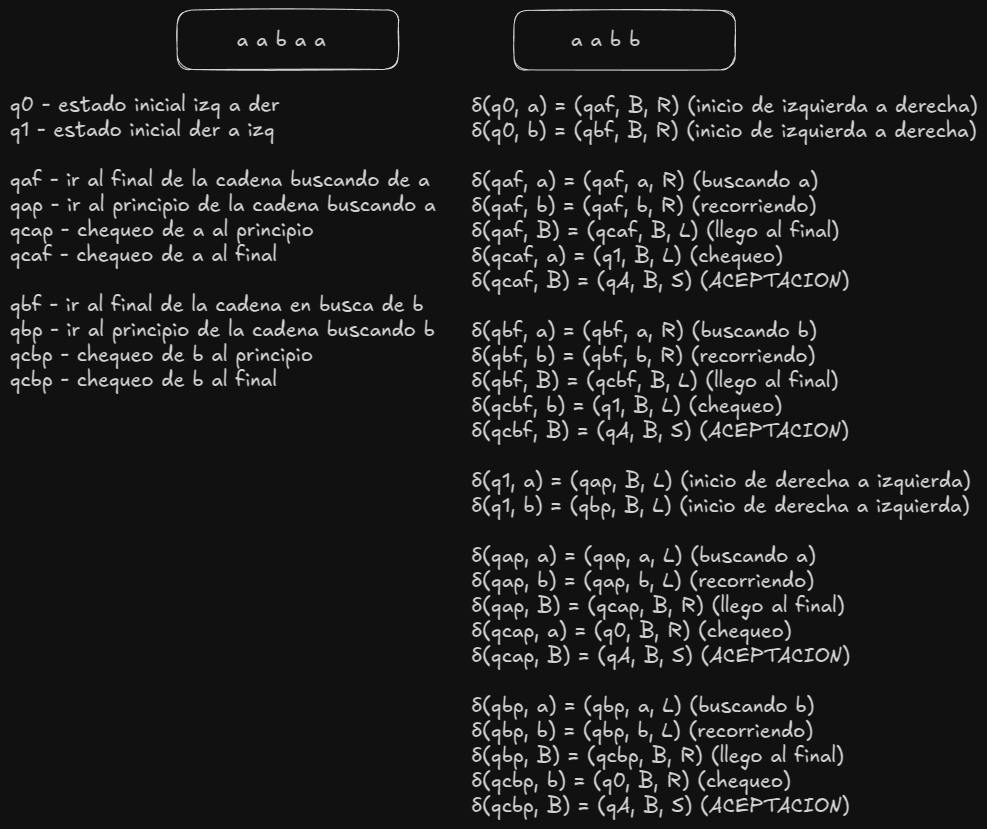 a a b a a
a a b b
q0 - estado inicial izq a der
q1 - estado inicial der a izq
qaf - ir al final de la cadena buscando de a
qap - ir al principio de la cadena buscando a
qcap - chequeo de a al principio
qcaf - chequeo de a al final
qbf - ir al final de la cadena en busca de b
qbp - ir al principio de la cadena buscando b
qcbp - chequeo de b al principio
qcbp - chequeo de b al final
δ(q0, a) = (qaf, B, R) (inicio de izquierda a derecha)
δ(q0, b) = (qbf, B, R) (inicio de izquierda a derecha)
δ(qaf, a) = (qaf, a, R) (buscando a)
δ(qaf, b) = (qaf, b, R) (recorriendo)
δ(qaf, B) = (qcaf, B, L) (llego al final)
δ(qcaf, a) = (q1, B, L) (chequeo)
δ(qcaf, B) = (qA, B, S) (ACEPTACION)
δ(qbf, a) = (qbf, a, R) (buscando b)
δ(qbf, b) = (qbf, b, R) (recorriendo)
δ(qbf, B) = (qcbf, B, L) (llego al final)
δ(qcbf, b) = (q1, B, L) (chequeo)
δ(qcbf, B) = (qA, B, S) (ACEPTACION)
δ(q1, a) = (qap, B, L) (inicio de derecha a izquierda)
δ(q1, b) = (qbp, B, L) (inicio de derecha a izquierda)
δ(qap, a) = (qap, a, L) (buscando a)
δ(qap, b) = (qap, b, L) (recorriendo)
δ(qap, B) = (qcap, B, R) (llego al final)
δ(qcap, a) = (q0, B, R) (chequeo)
δ(qcap, B) = (qA, B, S) (ACEPTACION)
δ(qbp, a) = (qbp, a, L) (buscando b)
δ(qbp, b) = (qbp, b, L) (recorriendo)
δ(qbp, B) = (qcbp, B, R) (llego al final)
δ(qcbp, b) = (q0, B, R) (chequeo)
δ(qcbp, B) = (qA, B, S) (ACEPTACION)